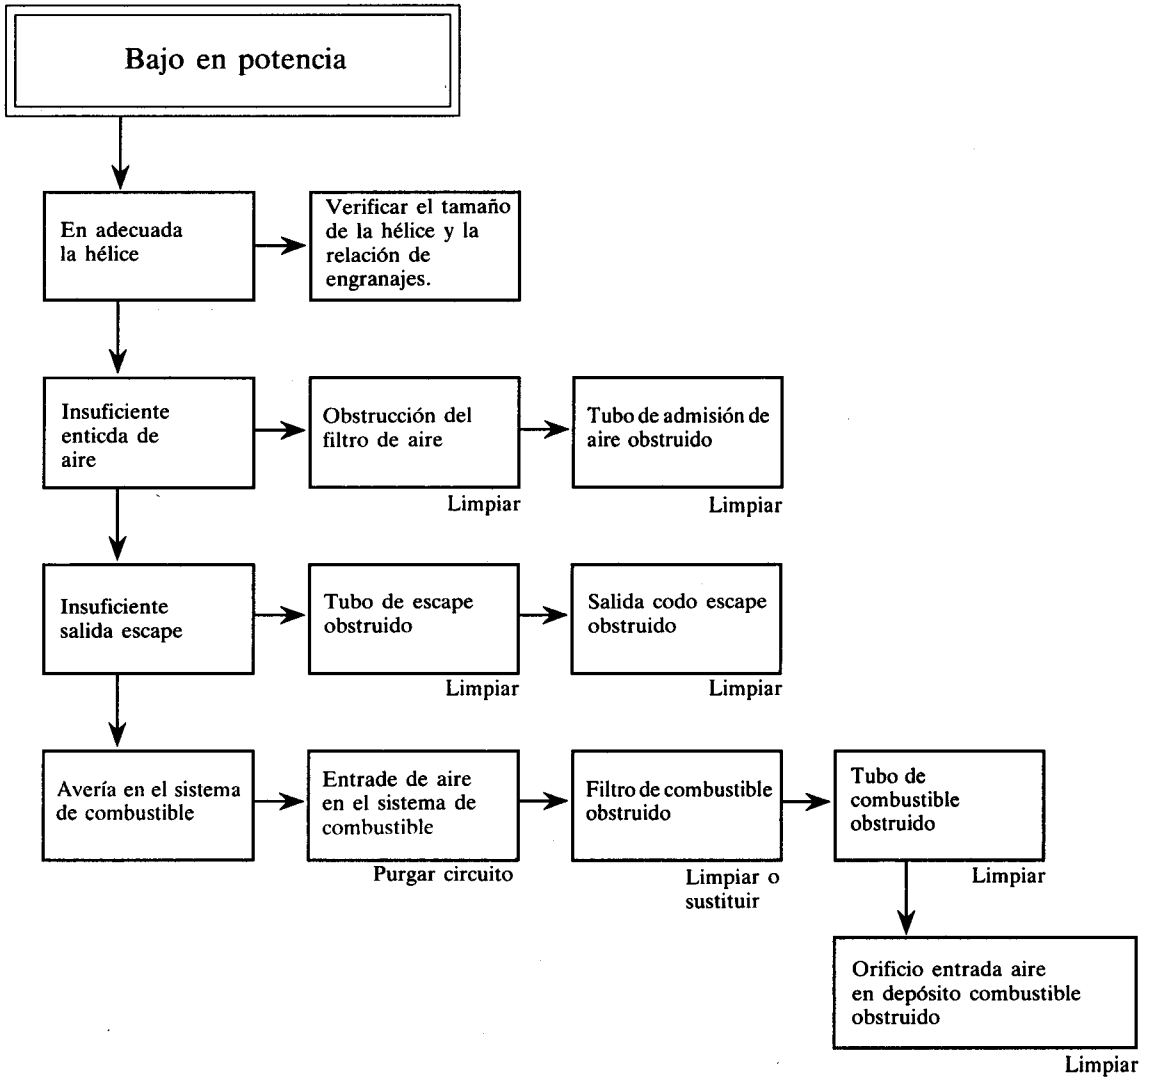 Bajo en potencia
En adecuada
la hélice
Verificar el tamaño
de la hélice y la
relación de
engranajes.
Insuficiente
enticda de
aire
Obstrucción del
filtro de aire
Limpiar
Tubo de admisión de
aire obstruido
Limpiar
Insuficiente
salida escape
Tubo de escape
obstruido
Limpiar
Salida codo escape
obstruido
Limpiar
Avería en el sistema
de combustible
Entrade de aire
en el sistema de
combustible
Purgar circuito
Filtro de combustible
obstruido
Limpiar o
sustituir
Tubo de
combustible
obstruido
Limpiar
Orificio entrada aire
en depósito combustible
obstruido
Limpiar